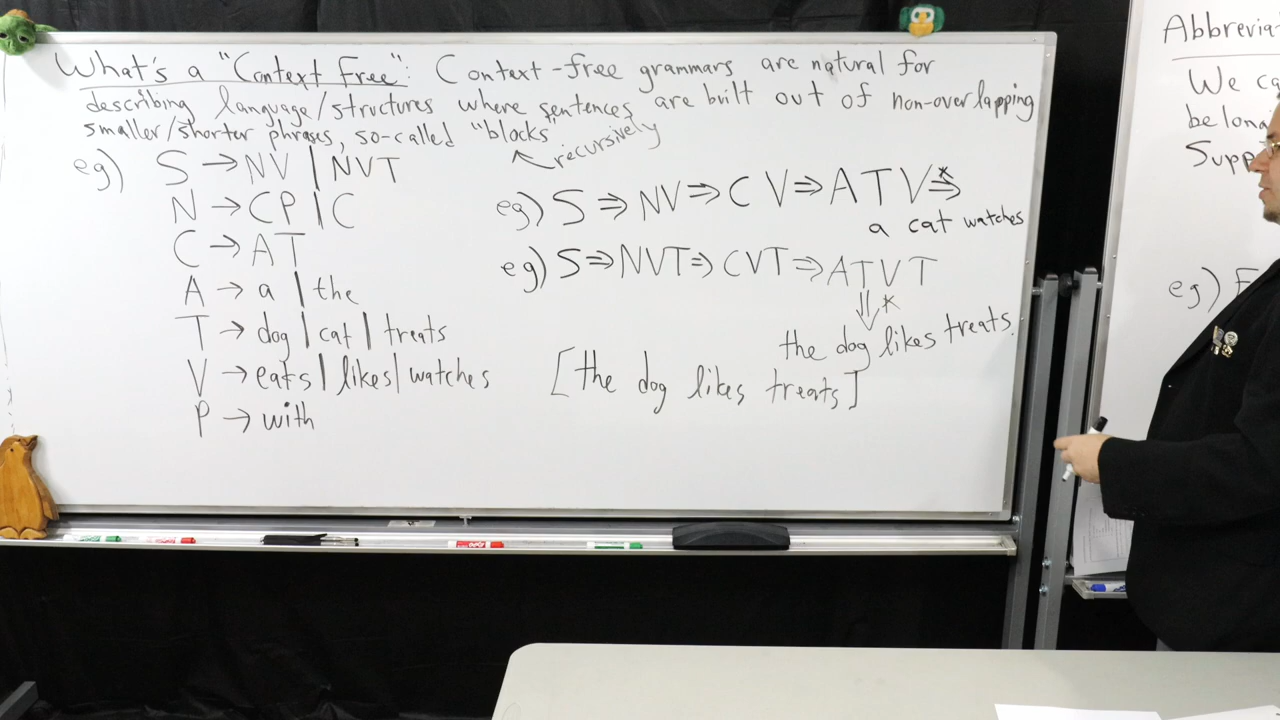 What's a "Context Free": Context-free grammars are natural for
describing language/structures where sentences are built out of non-overlapping
smaller/shorter phrases, so-called "blocks"
recursively
eg) S → NV | NVT
N → CP | C
C → AT
A → a | the
T → dog | cat | treats
V → eats | likes | watches
P → with
eg) S ⇒ NV ⇒ CV ⇒ ATV ⇒*
a cat watches
eg) S ⇒ NVT ⇒ CVT ⇒ ATVT
⇓*
the dog likes treats.
[the dog likes treats]
Abbrevia
We c
belong
Supp
eg) F